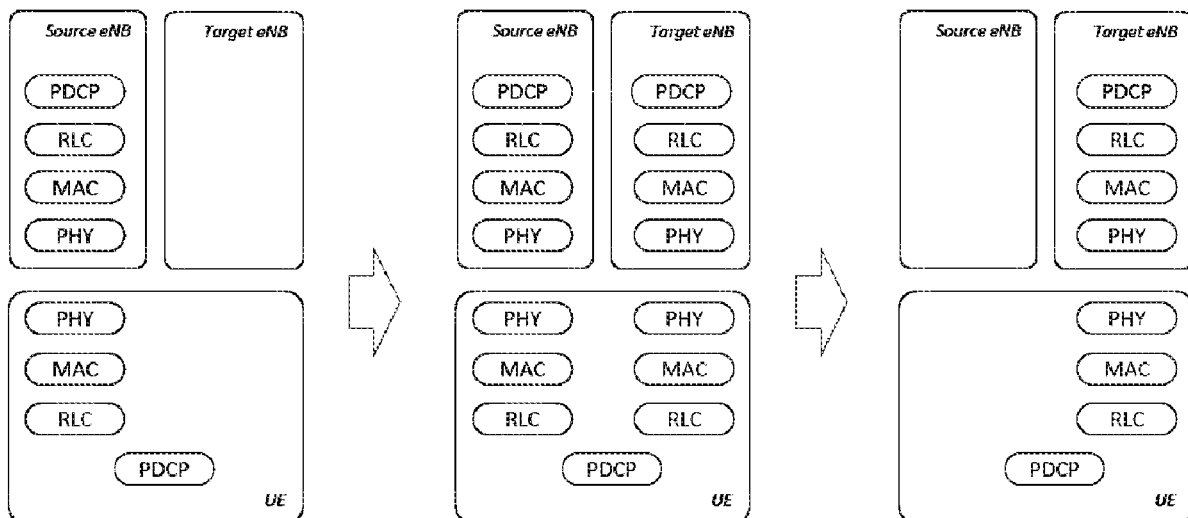 Source eNB
Target eNB
PDCP
RLC
MAC
PHY
PHY
MAC
RLC
PDCP
UE
Source eNB
Target eNB
PDCP
PDCP
RLC
RLC
MAC
MAC
PHY
PHY
PHY
PHY
MAC
MAC
RLC
RLC
PDCP
UE
Source eNB
Target eNB
PDCP
RLC
MAC
PHY
PHY
MAC
RLC
PDCP
UE